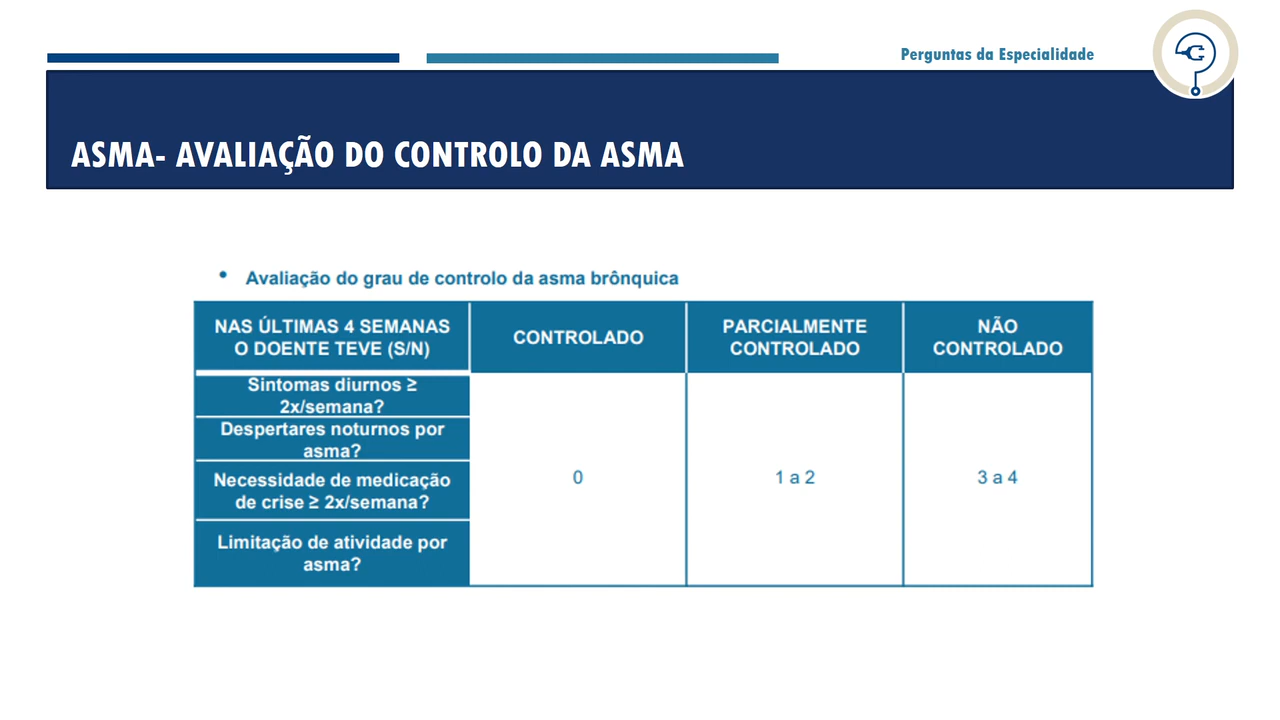 Perguntas da Especialidade
G
ASMA- AVALIAÇÃO DO CONTROLO DA ASMA
• Avaliação do grau de controlo da asma brônquica
NAS ÚLTIMAS 4 SEMANAS
O DOENTE TEVE (S/N)
CONTROLADO
PARCIALMENTE
CONTROLADO
NÃO
CONTROLADO
Sintomas diurnos ≥
2x/semana?
Despertares noturnos por
asma?
Necessidade de medicação
de crise ≥ 2x/semana?
Limitação de atividade por
asma?
0
1 a 2
3 a 4